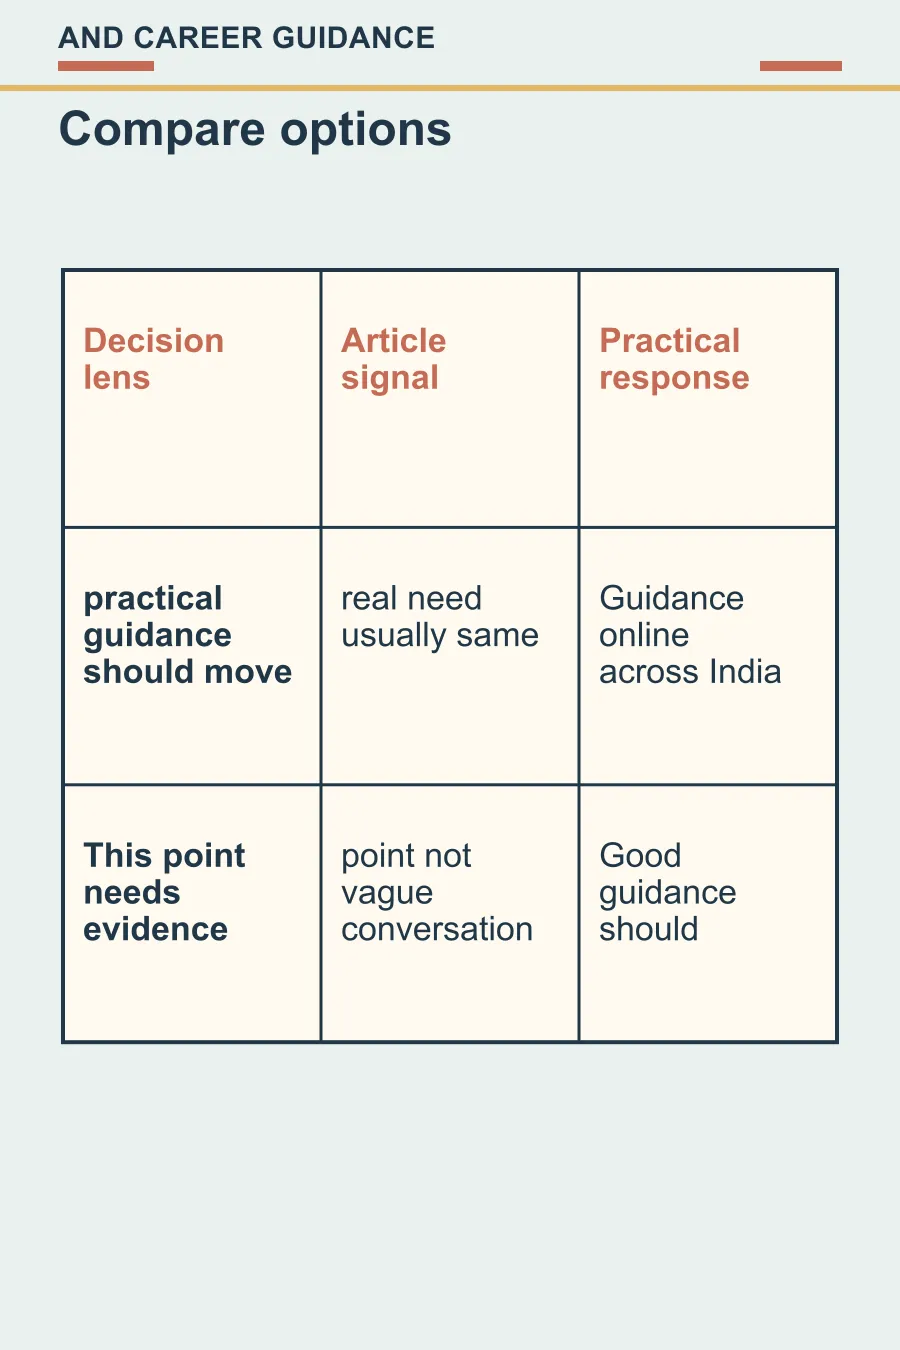 AND CAREER GUIDANCE
Compare options
Decision
lens
Article
signal
Practical
response
practical
guidance
should move
real need
usually same
Guidance
online
across India
This point
needs
evidence
point not
vague
conversation
Good
guidance
should